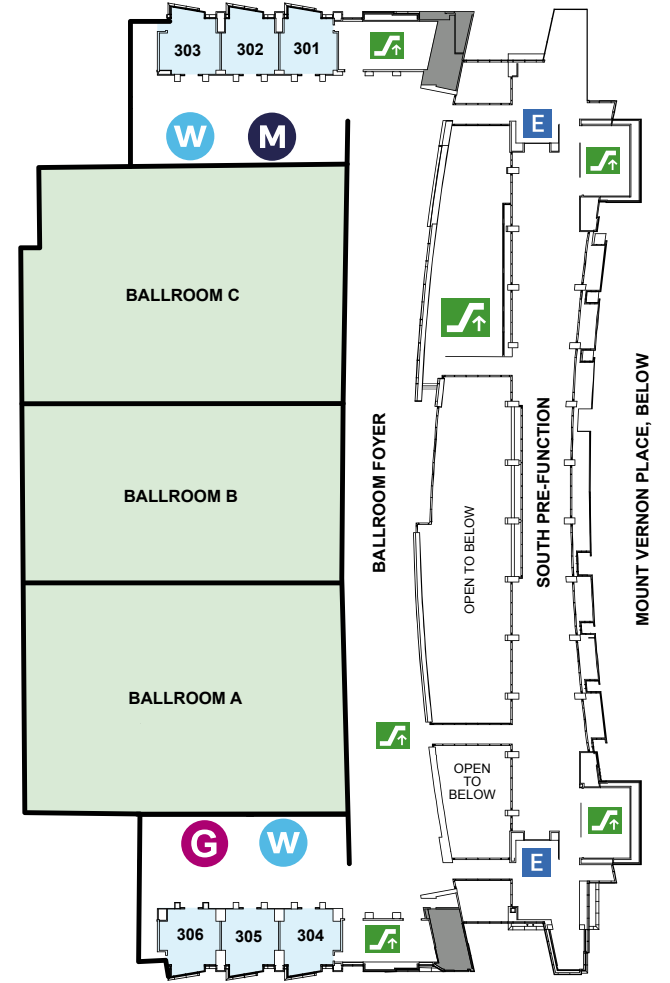 303
302
301
W
M
E
BALLROOM C
BALLROOM B
BALLROOM A
BALLROOM FOYER
OPEN TO BELOW
SOUTH PRE-FUNCTION
MOUNT VERNON PLACE, BELOW
OPEN
TO
BELOW
G
W
E
306
305
304